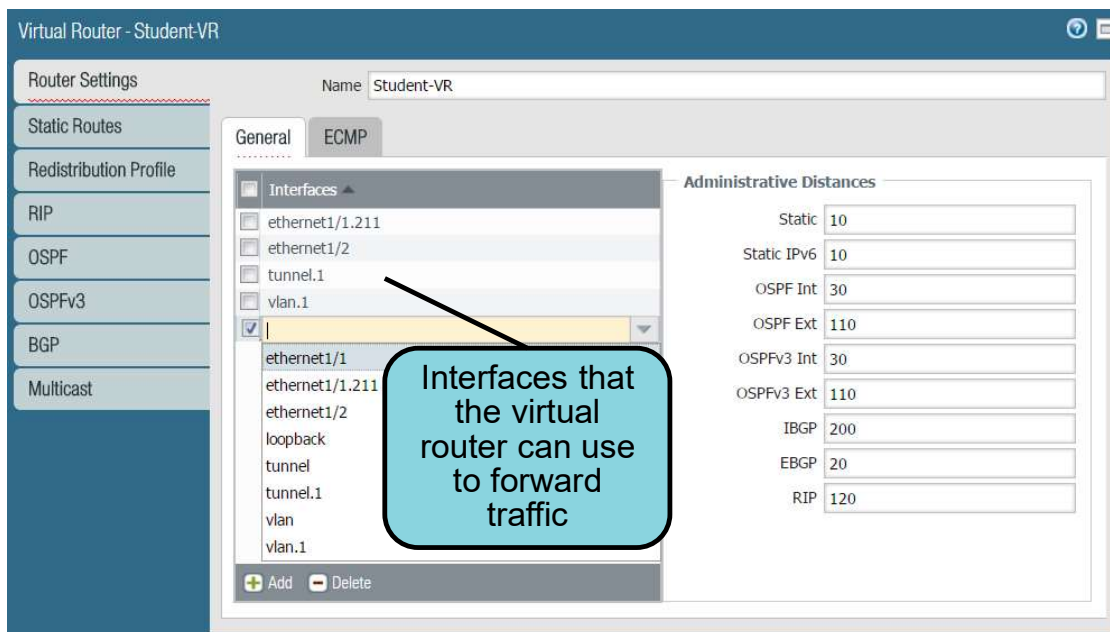 Virtual Router - Student-VR
Router Settings
Static Routes
Redistribution Profile
RIP
OSPF
OSPFv3
BGP
Multicast
Name Student-VR
General ECMP
Interfaces
ethernet1/1.211
ethernet1/2
tunnel.1
vlan.1
ethernet1/1
ethernet1/1.211
ethernet1/2
loopback
tunnel
tunnel.1
vlan
vlan.1
Add Delete
Interfaces that
the virtual
router can use
to forward
traffic
Administrative Distances
Static 10
Static IPv6 10
OSPF Int 30
OSPF Ext 110
OSPFv3 Int 30
OSPFv3 Ext 110
IBGP 200
EBGP 20
RIP 120